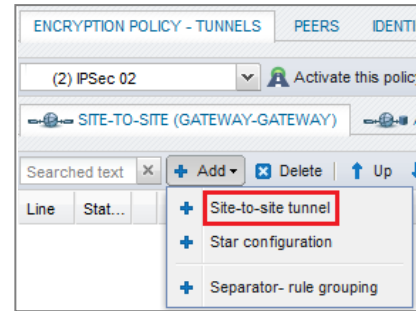 ENCRYPTION POLICY - TUNNELS PEERS
(2) IPSec 02 Activate this policy
SITE-TO-SITE (GATEWAY-GATEWAY)
Searched text Add Delete Up
Line Stat...
Site-to-site tunnel
Star configuration
Separator- rule grouping